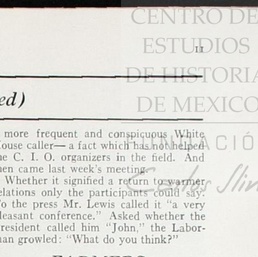 CENTRO DE
ESTUDIOS
11
DE HISTORIA
ed)
DE MEXICO
more frequent and conspicuous White
ouse caller— a fact which has not helped
e C. I. O. organizers in the field. And
en came last week's meeting.
Whether it signified a return to warmer
elations only the participants could say.
o the press Mr. Lewis called it "a very
leasant conference." Asked whether the
resident called him "John," the Labor-
an growled: "What do you think?"